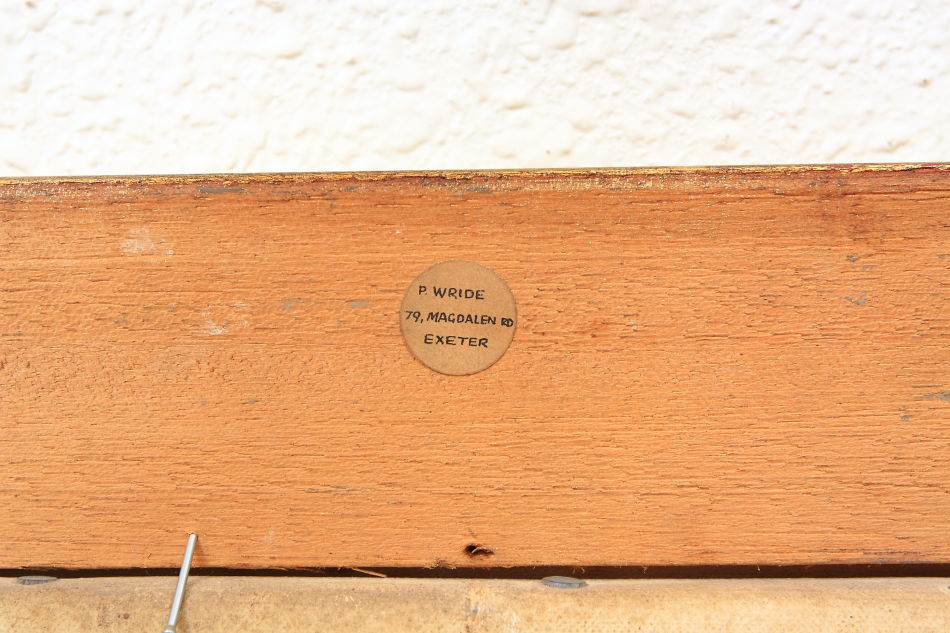 P. WRIDE
79, MAGDALEN RD
EXETER